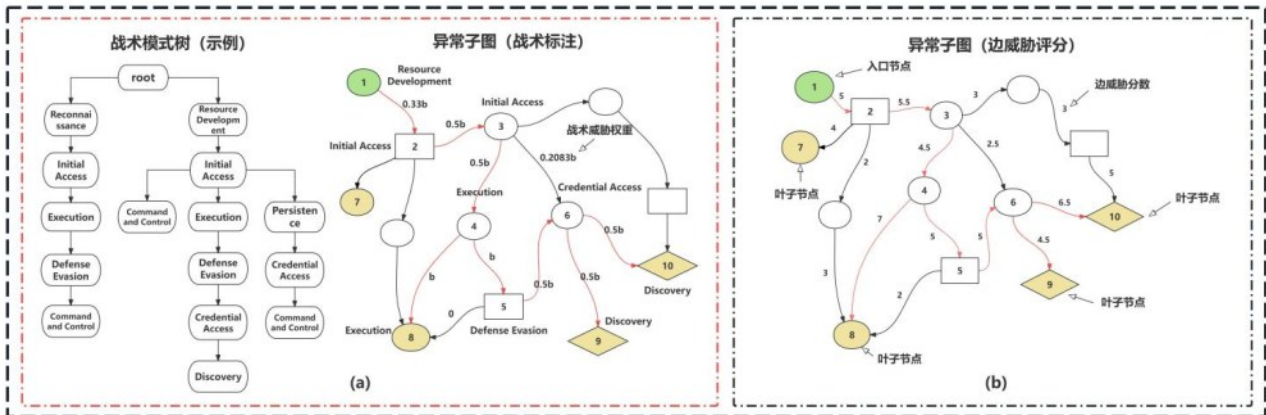 战术模式树（示例）
root
Reconnai
ssance
Initial
Access
Execution
Defense
Evasion
Command
and Control
Resource
Developm
ent
Initial
Access
Command
and Control
Execution
Defense
Evasion
Credential
Access
Discovery
Persisten
ce
Credential
Access
Command
and Control
异常子图（战术标注）
1
Resource
Development
0.33b
2
Initial Access
0.5b
3
Initial Access
战术威胁权重
0.2083b
7
0.5b
Execution
4
Credential Access
6
0.5b
10
Discovery
b
b
0.5b
0.5b
5
Defense Evasion
0
Execution
8
Discovery
9
(a)
异常子图（边威胁评分）
1
入口节点
5
2
5.5
3
3
边威胁分数
3
4
7
叶子节点
2
4.5
2.5
5
4
6
6.5
10
叶子节点
7
5
5
4.5
5
3
2
9
叶子节点
8
叶子节点
(b)